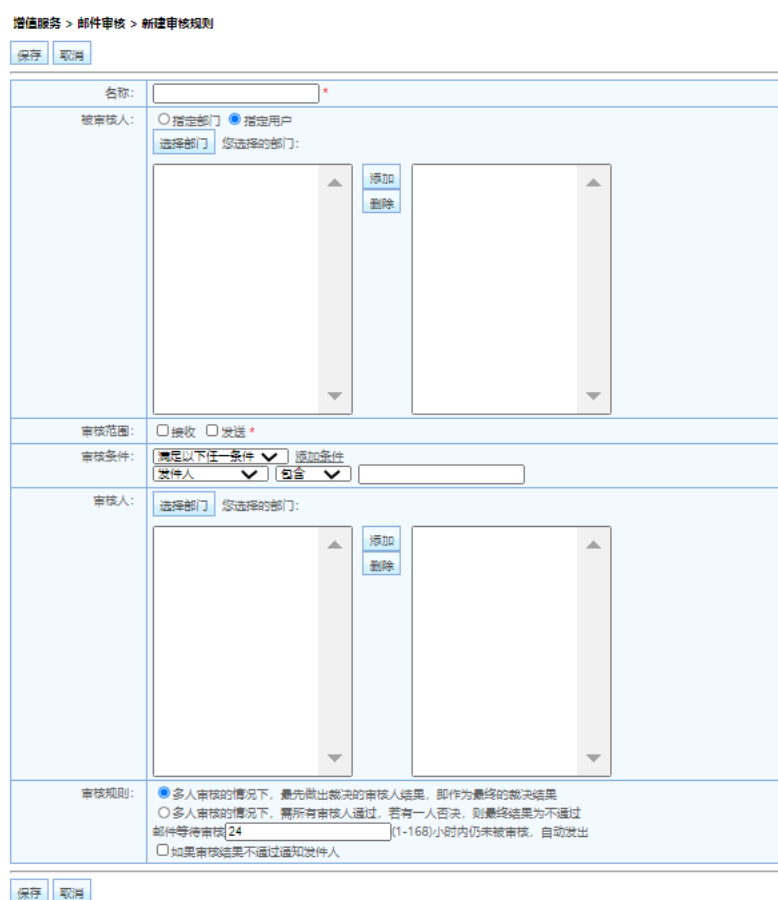 增值服务 > 邮件审核 > 新建审核规则
保存 取消
名称: *
被审核人: 指定部门 指定用户
选择部门 您选择的部门:
添加
删除
审核范围: 接收 发送 *
审核条件: 满足以下任一条件 添加条件
发件人 包含
审核人: 选择部门 您选择的部门:
添加
删除
审核规则: 多人审核的情况下，最先做出裁决的审核人结果，即作为最终的裁决结果
多人审核的情况下，需所有审核人通过，若有一人否决，则最终结果为不通过
邮件等待审核24(1-168)小时内仍未被审核，自动发出
如果审核结果不通过通知发件人
保存 取消